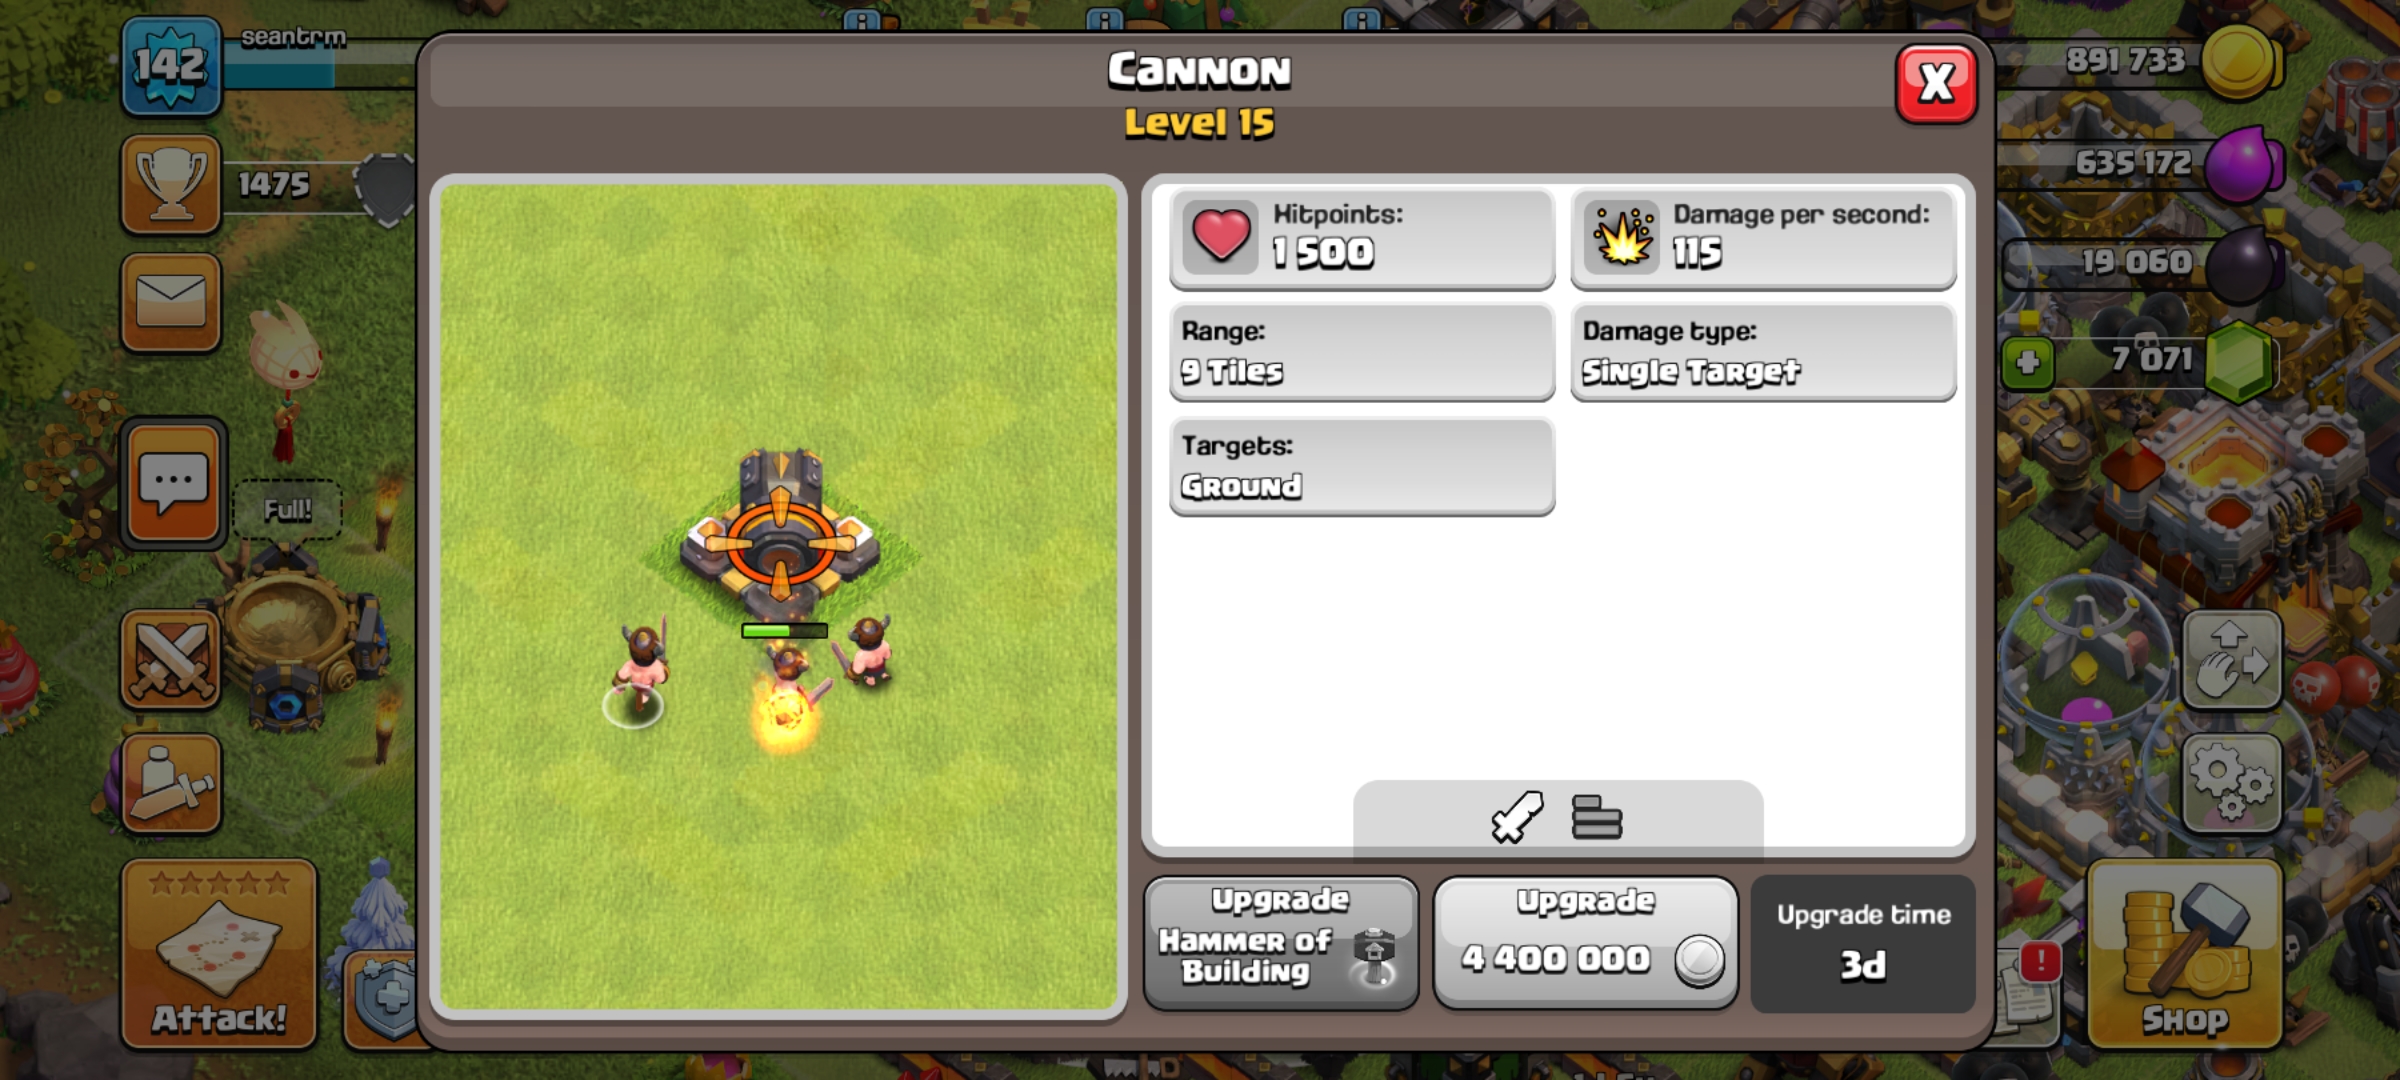 142
seantrm
1475
Full!
Attack!
Cannon
Level 15
X
Hitpoints:
1 500
Damage per second:
115
Range:
9 Tiles
Damage type:
Single Target
Targets:
Ground
Upgrade
Hammer of
Building
Upgrade
4 400 000
Upgrade time
3d
891 733
635 172
19 060
7 071
!
Shop